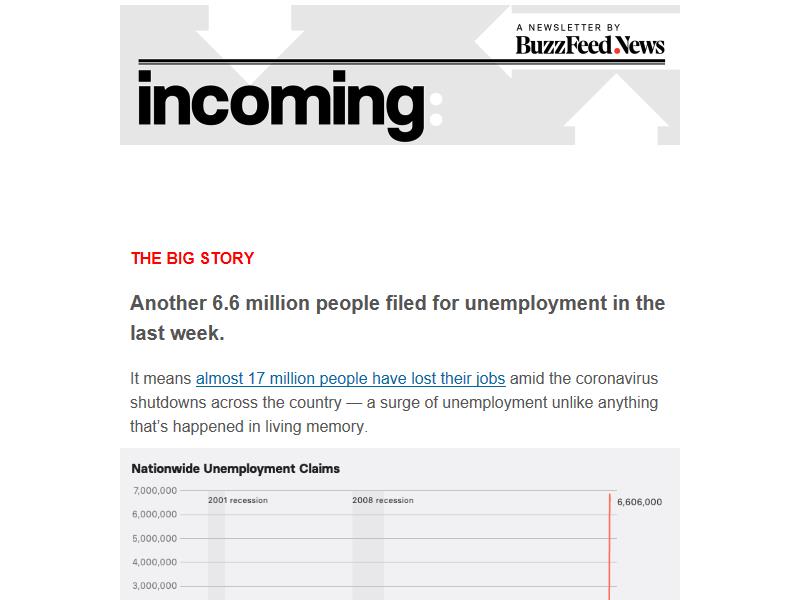 A NEWSLETTER BY
BuzzFeed.News
incoming:
THE BIG STORY
Another 6.6 million people filed for unemployment in the
last week.
It means almost 17 million people have lost their jobs amid the coronavirus
shutdowns across the country — a surge of unemployment unlike anything
that's happened in living memory.
Nationwide Unemployment Claims
7,000,000
2001 recession
2008 recession
6,606,000
6,000,000
5,000,000
4,000,000
3,000,000